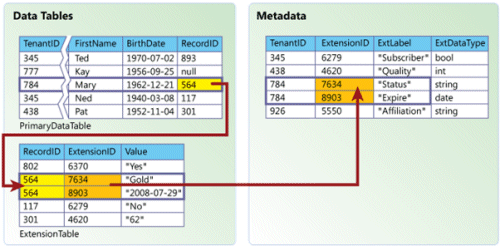 Data Tables
TenantID FirstName BirthDate RecordID
345 Ted 1970-07-02 893
777 Kay 1956-09-25 null
784 Mary 1962-12-21 564
345 Ned 1940-03-08 117
438 Pat 1952-11-04 301
PrimaryDataTable
RecordID ExtensionID Value
802 6370 "Yes"
564 7634 "Gold"
564 8903 "2008-07-29"
117 6279 "No"
301 4620 "62"
ExtensionTable
Metadata
TenantID ExtensionID ExtLabel ExtDataType
345 6279 "Subscriber" bool
438 4620 "Quality" int
784 7634 "Status" string
784 8903 "Expire" date
926 5550 "Affiliation" string